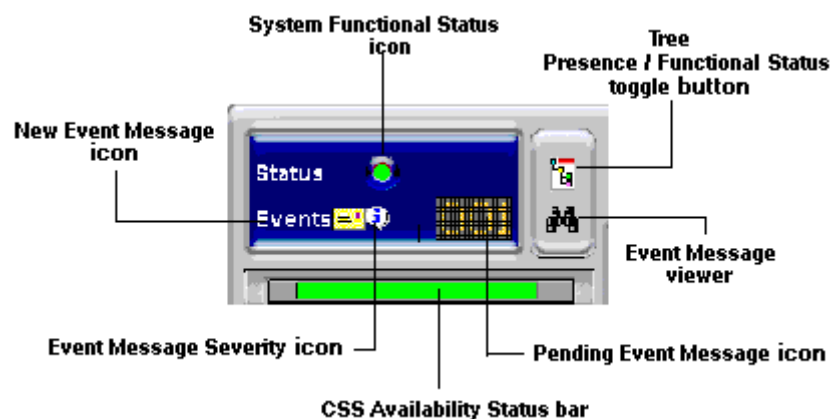 System Functional Status
icon
Tree
Presence / Functional Status
toggle button
New Event Message
icon
Status
Events
Event Message
viewer
Event Message Severity icon
Pending Event Message icon
CSS Availability Status bar